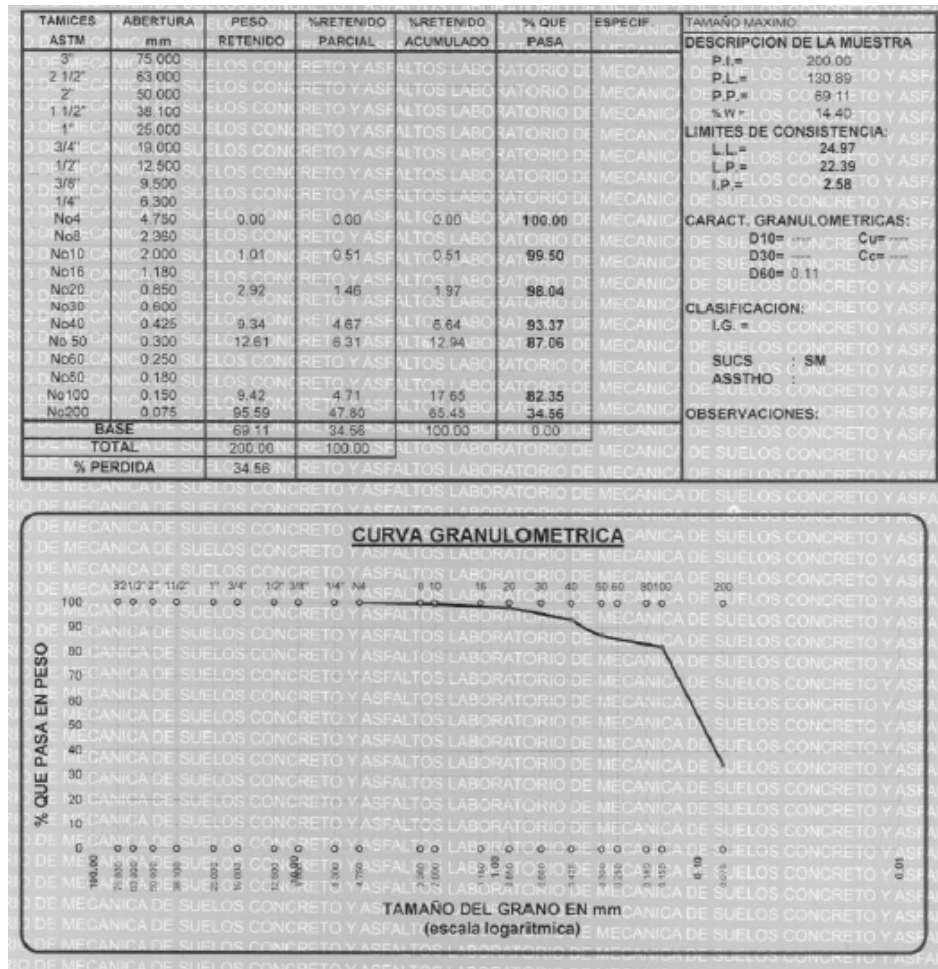 TAMICES ABERTURA PESO %RETENIDO %RETENIDO % QUE ESPECIF. TAMAÑO MAXIMO:
ASTM mm RETENIDO PARCIAL ACUMULADO PASA DESCRIPCION DE LA MUESTRA
3" 75.000 P.I.= 200.00
2 1/2" 63.000 P.L.= 130.89
2" 50.000 P.P.= 69.11
1 1/2" 38.100 %W= 14.40
1" 25.000 LIMITES DE CONSISTENCIA:
3/4" 19.000 L.L.= 24.97
1/2" 12.500 L.P.= 22.39
3/8" 9.500 I.P.= 2.58
1/4" 6.300
No4 4.750 0.00 0.00 0.00 100.00 CARACT. GRANULOMETRICAS:
No8 2.360 D10= ---- Cu= ----
No10 2.000 1.01 0.51 0.51 99.50 D30= ---- Cc= ----
No16 1.180 D60= 0.11
No20 0.850 2.92 1.46 1.97 98.04
No30 0.600 CLASIFICACION:
No40 0.425 9.34 4.67 6.64 93.37 I.G. =
No 50 0.300 12.61 6.31 12.94 87.06
No60 0.250 SUCS : SM
No80 0.180 ASSTHO :
No100 0.150 9.42 4.71 17.65 82.35
No200 0.075 95.59 47.80 65.45 34.56 OBSERVACIONES:
BASE 69.11 34.56 100.00 0.00
TOTAL 200.00 100.00
% PERDIDA 34.56
CURVA GRANULOMETRICA
2" 11/2" 1" 3/4" 1/2" 3/8" 1/4" N4 8 10 16 20 30 40 50 60 80 100 200
100
90
80
70
60
50
40
30
20
10
0
% QUE PASA EN PESO
100.00 1.00 0.10 0.01
TAMAÑO DEL GRANO EN mm
(escala logarítmica)